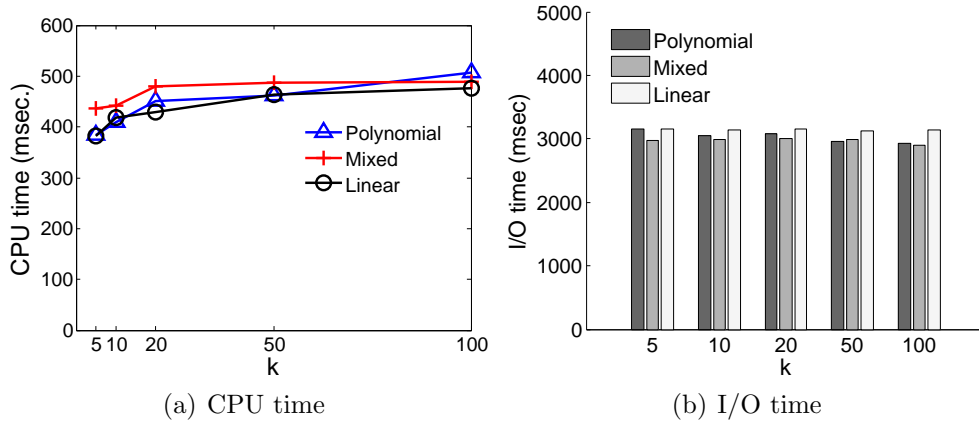 600
500
400
300
200
100
0
CPU time (msec.)
5 10 20 50 100
k
Polynomial
Mixed
Linear
(a) CPU time
5000
4000
3000
2000
1000
0
I/O time (msec)
Polynomial
Mixed
Linear
5 10 20 50 100
k
(b) I/O time